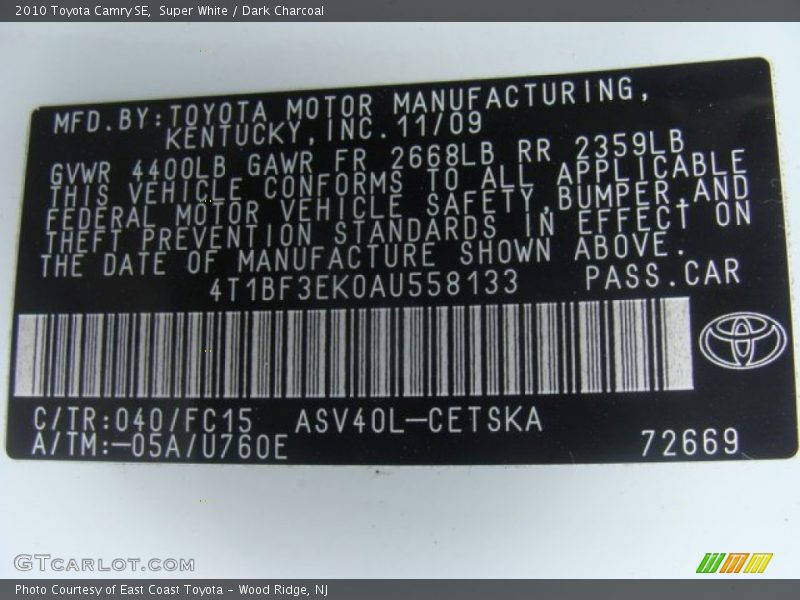 2010 Toyota Camry SE,  Super White / Dark Charcoal
MFD.BY:TOYOTA MOTOR MANUFACTURING,
KENTUCKY,INC.11/09
GVWR 4400LB GAWR FR 2668LB RR 2359LB
THIS VEHICLE CONFORMS TO ALL APPLICABLE
FEDERAL MOTOR VEHICLE SAFETY,BUMPER,AND
THEFT PREVENTION STANDARDS IN EFFECT ON
THE DATE OF MANUFACTURE SHOWN ABOVE.
4T1BF3EK0AU558133 PASS.CAR
C/TR:040/FC15 ASV40L-CETSKA
A/TM:-05A/U760E 72669
GTCARLOT.COM
Photo Courtesy of East Coast Toyota - Wood Ridge, NJ